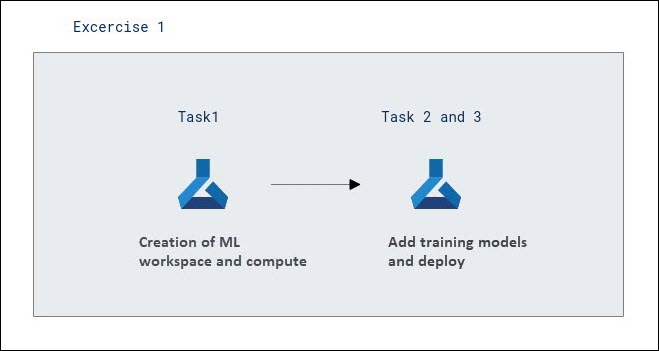 Excercise 1
Task1
Task 2 and 3
Creation of ML
workspace and compute
Add training models
and deploy